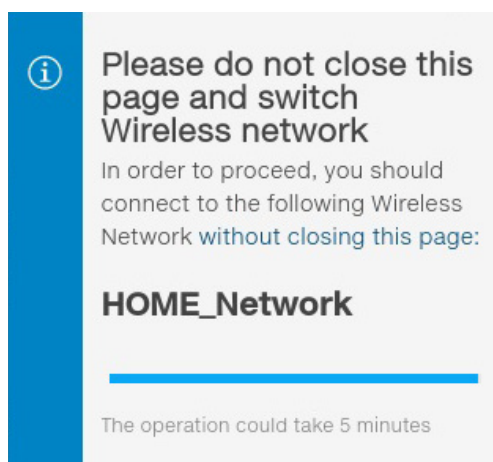 Please do not close this
page and switch
Wireless network
In order to proceed, you should
connect to the following Wireless
Network without closing this page:
HOME_Network
The operation could take 5 minutes